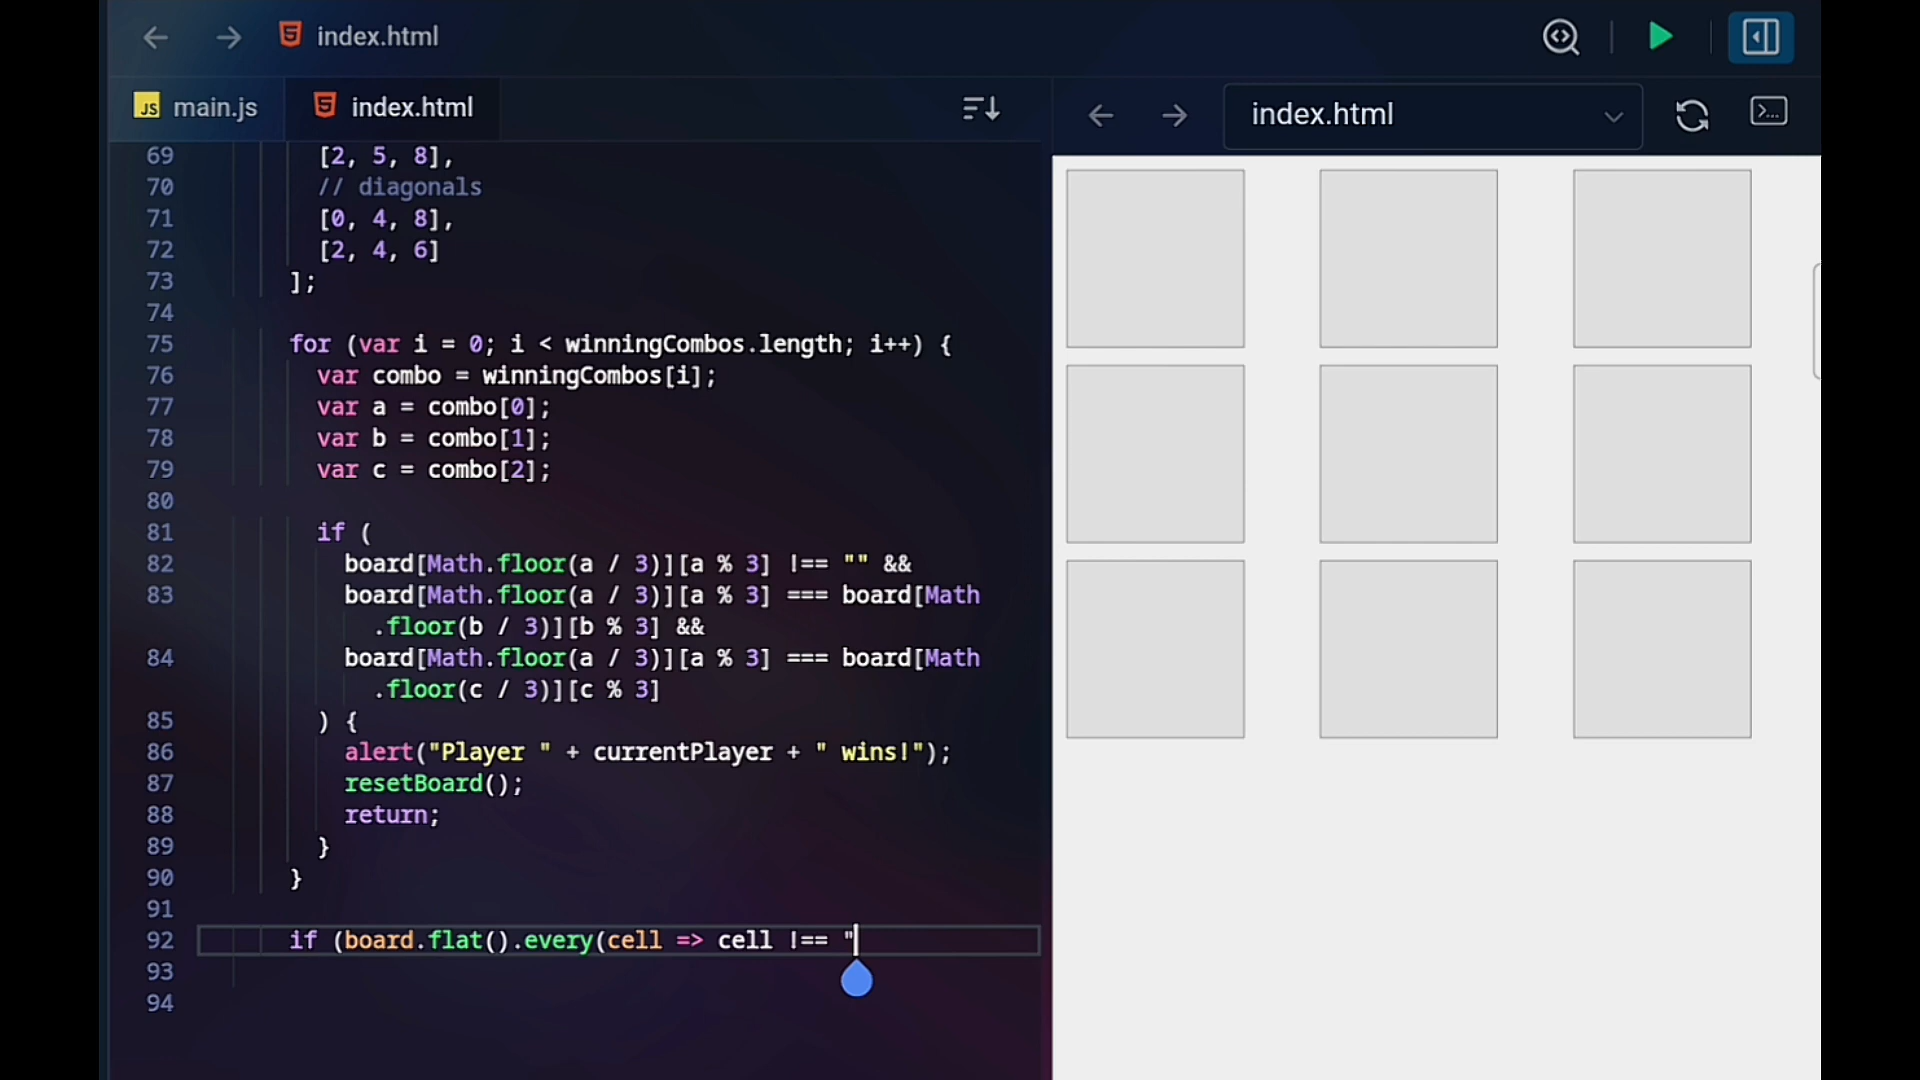 index.html
JS main.js
index.html
index.html
69 [2, 5, 8],
70 // diagonals
71 [0, 4, 8],
72 [2, 4, 6]
73 ];
74
75 for (var i = 0; i < winningCombos.length; i++) {
76 var combo = winningCombos[i];
77 var a = combo[0];
78 var b = combo[1];
79 var c = combo[2];
80
81 if (
82 board[Math.floor(a / 3)][a % 3] !== "" &&
83 board[Math.floor(a / 3)][a % 3] === board[Math
.floor(b / 3)][b % 3] &&
84 board[Math.floor(a / 3)][a % 3] === board[Math
.floor(c / 3)][c % 3]
85 ) {
86 alert("Player " + currentPlayer + " wins!");
87 resetBoard();
88 return;
89 }
90 }
91
92 if (board.flat().every(cell => cell !== "
93
94